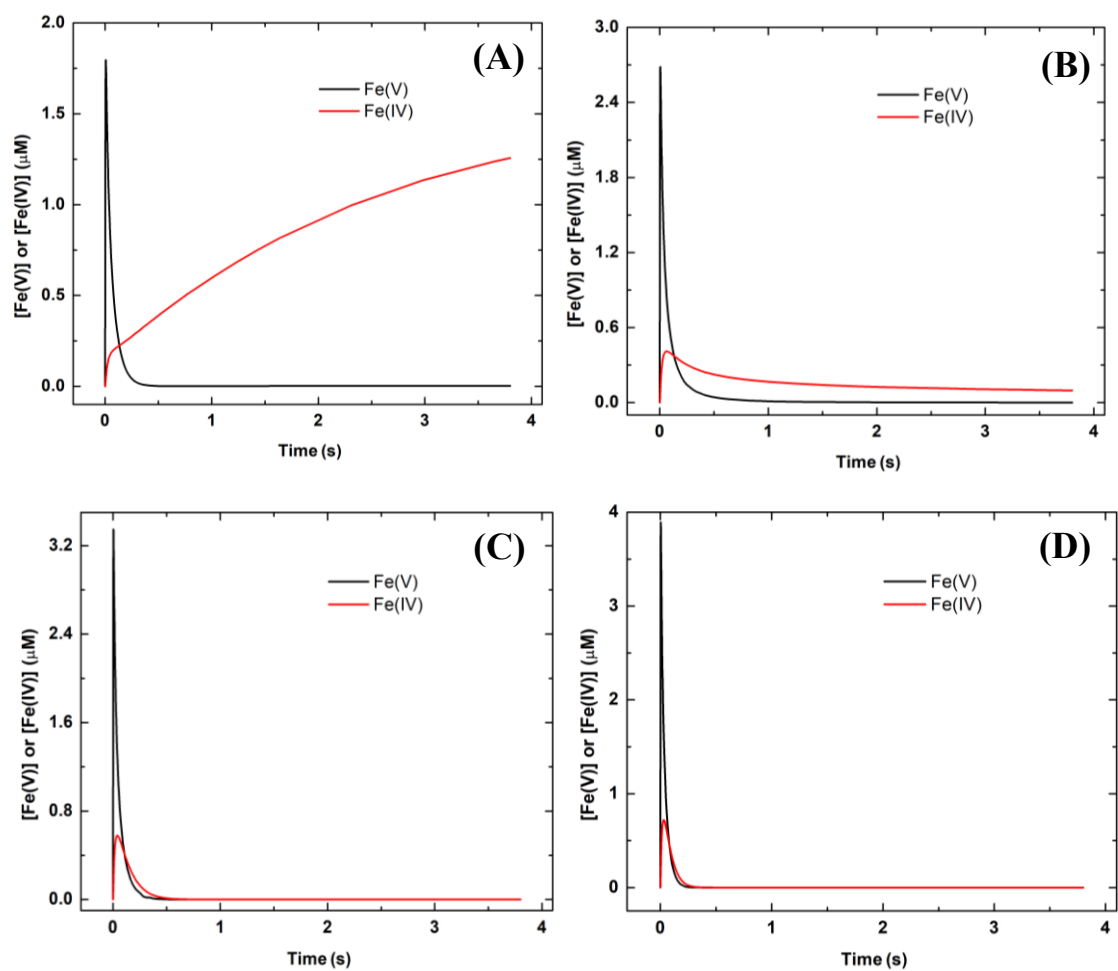 (A)
[Fe(V)] or [Fe(IV)] (μM)
2.0
1.5
1.0
0.5
0.0
Fe(V)
Fe(IV)
0 1 2 3 4
Time (s)
(B)
[Fe(V)] or [Fe(IV)] (μM)
3.0
2.4
1.8
1.2
0.6
0.0
Fe(V)
Fe(IV)
0 1 2 3 4
Time (s)
(C)
[Fe(V)] or [Fe(IV)] (μM)
3.2
2.4
1.6
0.8
0.0
Fe(V)
Fe(IV)
0 1 2 3 4
Time (s)
(D)
[Fe(V)] or [Fe(IV)] (μM)
4
3
2
1
0
Fe(V)
Fe(IV)
0 1 2 3 4
Time (s)